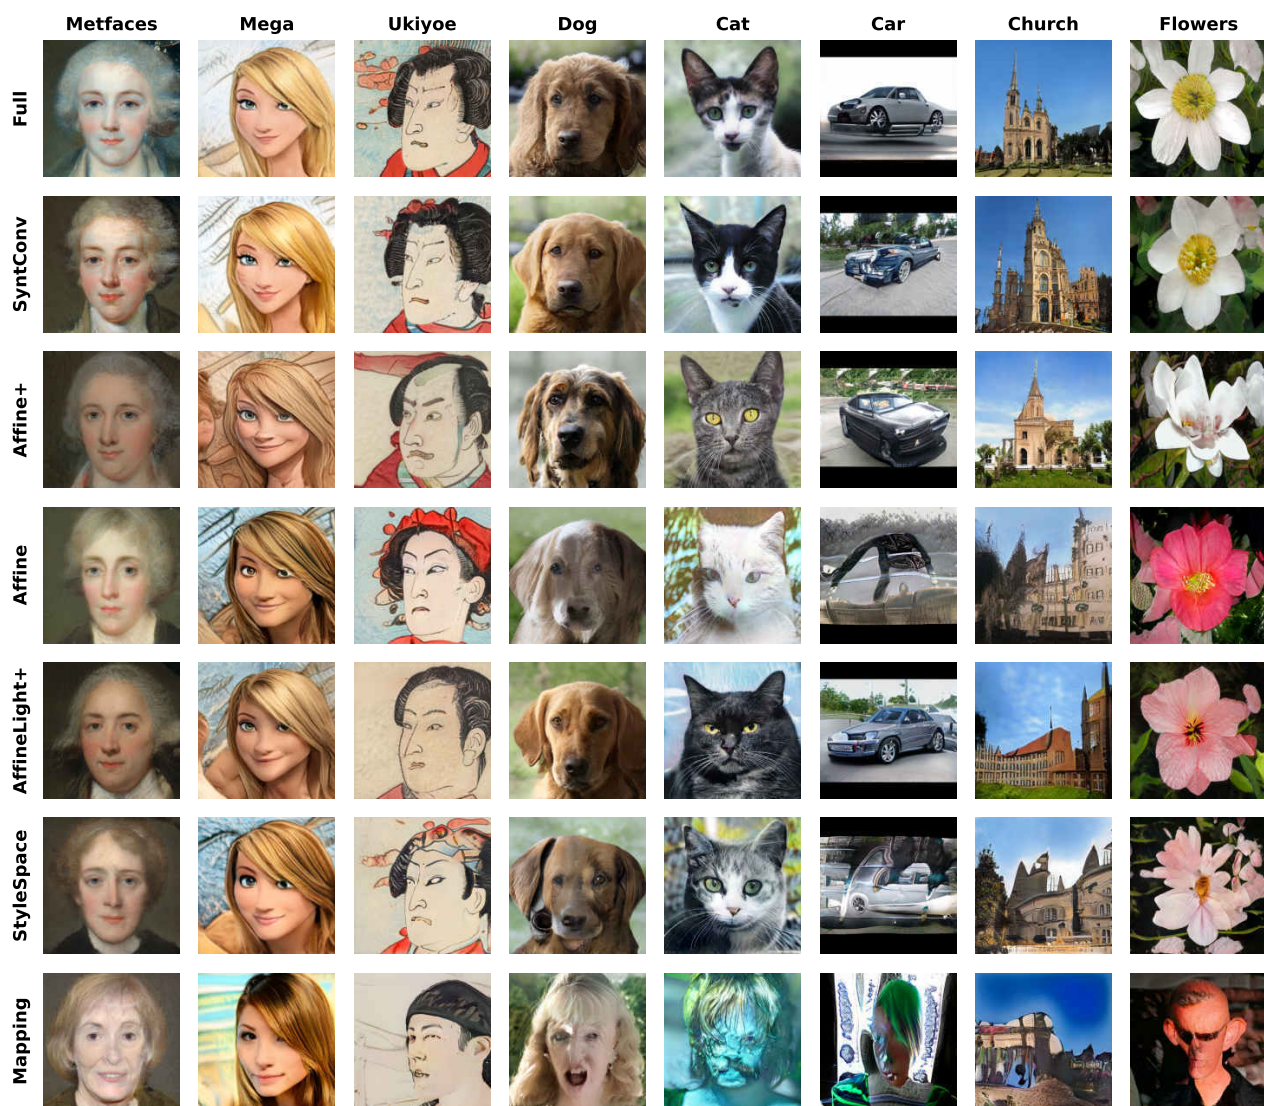 Metfaces Mega Ukiyoe Dog Cat Car Church Flowers
Full
SyntConv
Affine+
Affine
AffineLight+
StyleSpace
Mapping